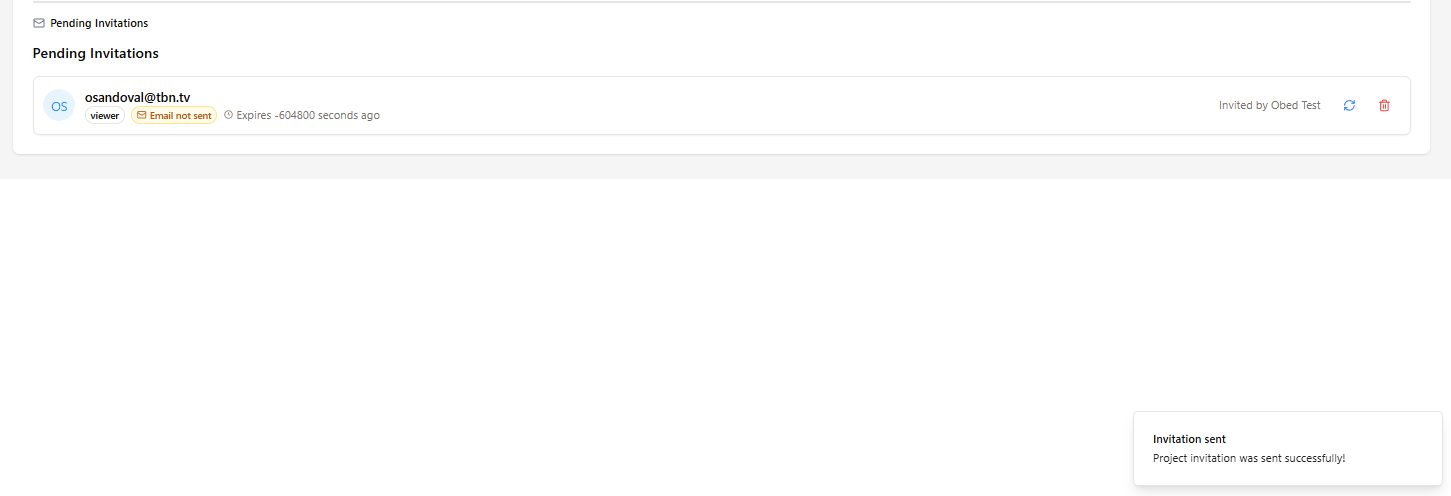 Pending Invitations
Pending Invitations
OS
osandoval@tbn.tv
viewer Email not sent Expires -604800 seconds ago
Invited by Obed Test
Invitation sent
Project invitation was sent successfully!